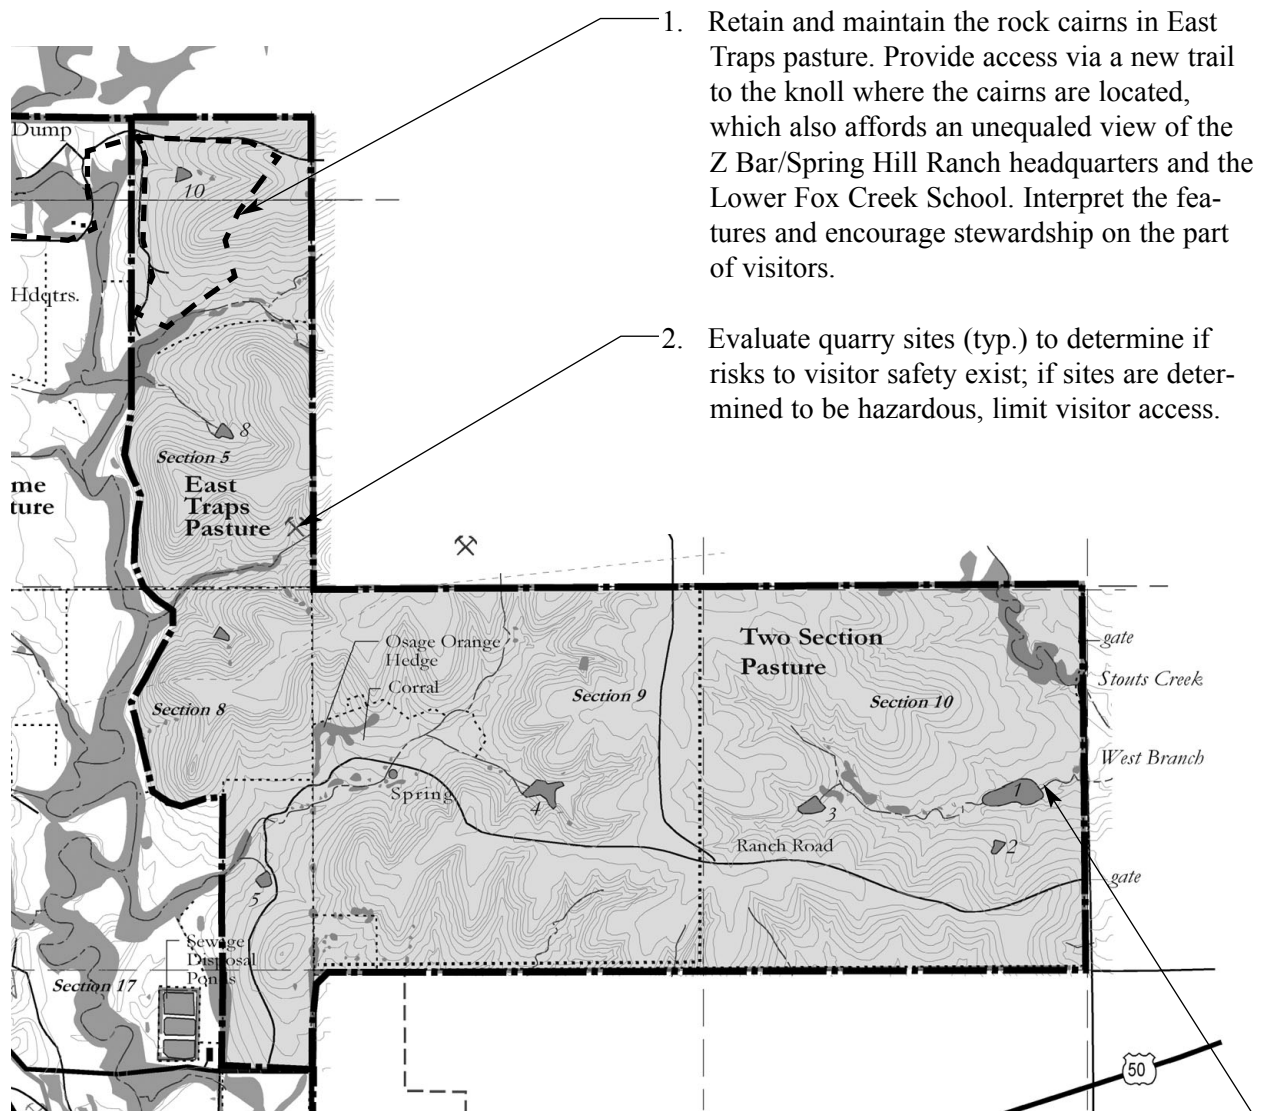 1. Retain and maintain the rock cairns in East
Traps pasture. Provide access via a new trail
to the knoll where the cairns are located,
which also affords an unequaled view of the
Z Bar/Spring Hill Ranch headquarters and the
Lower Fox Creek School. Interpret the fea-
tures and encourage stewardship on the part
of visitors.
2. Evaluate quarry sites (typ.) to determine if
risks to visitor safety exist; if sites are deter-
mined to be hazardous, limit visitor access.
Dump
10
Hdqtrs.
8
Section 5
me
ture
East
Traps
Pasture
Osage Orange
Hedge
Corral
Two Section
Pasture
gate
Stouts Creek
Section 8
Section 9
Section 10
West Branch
Spring
4
3
1
2
Ranch Road
gate
5
Sewage
Disposal
Ponds
Section 17
50